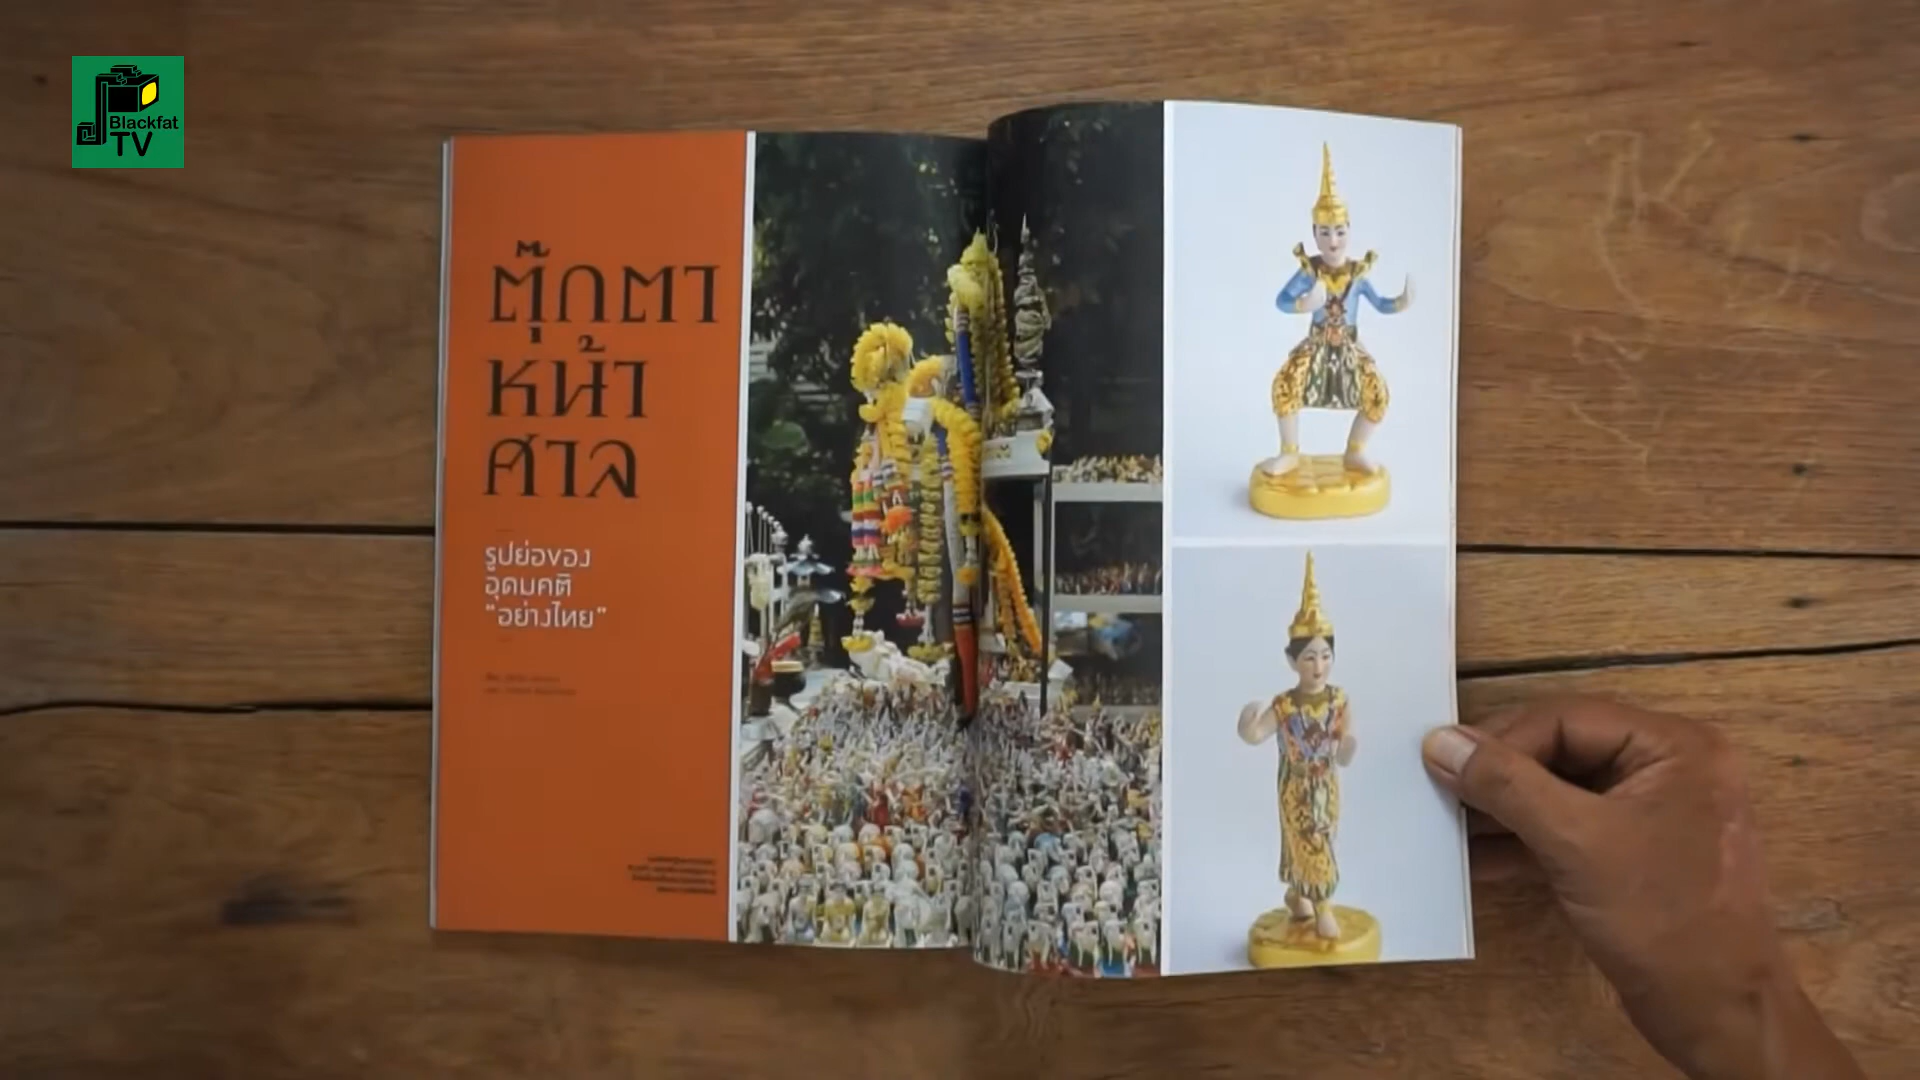 Blackfat
TV
ตุ๊กตา
หน้า
ศาล
รูปย่อของ
อุดมคติ
"อย่างไทย"